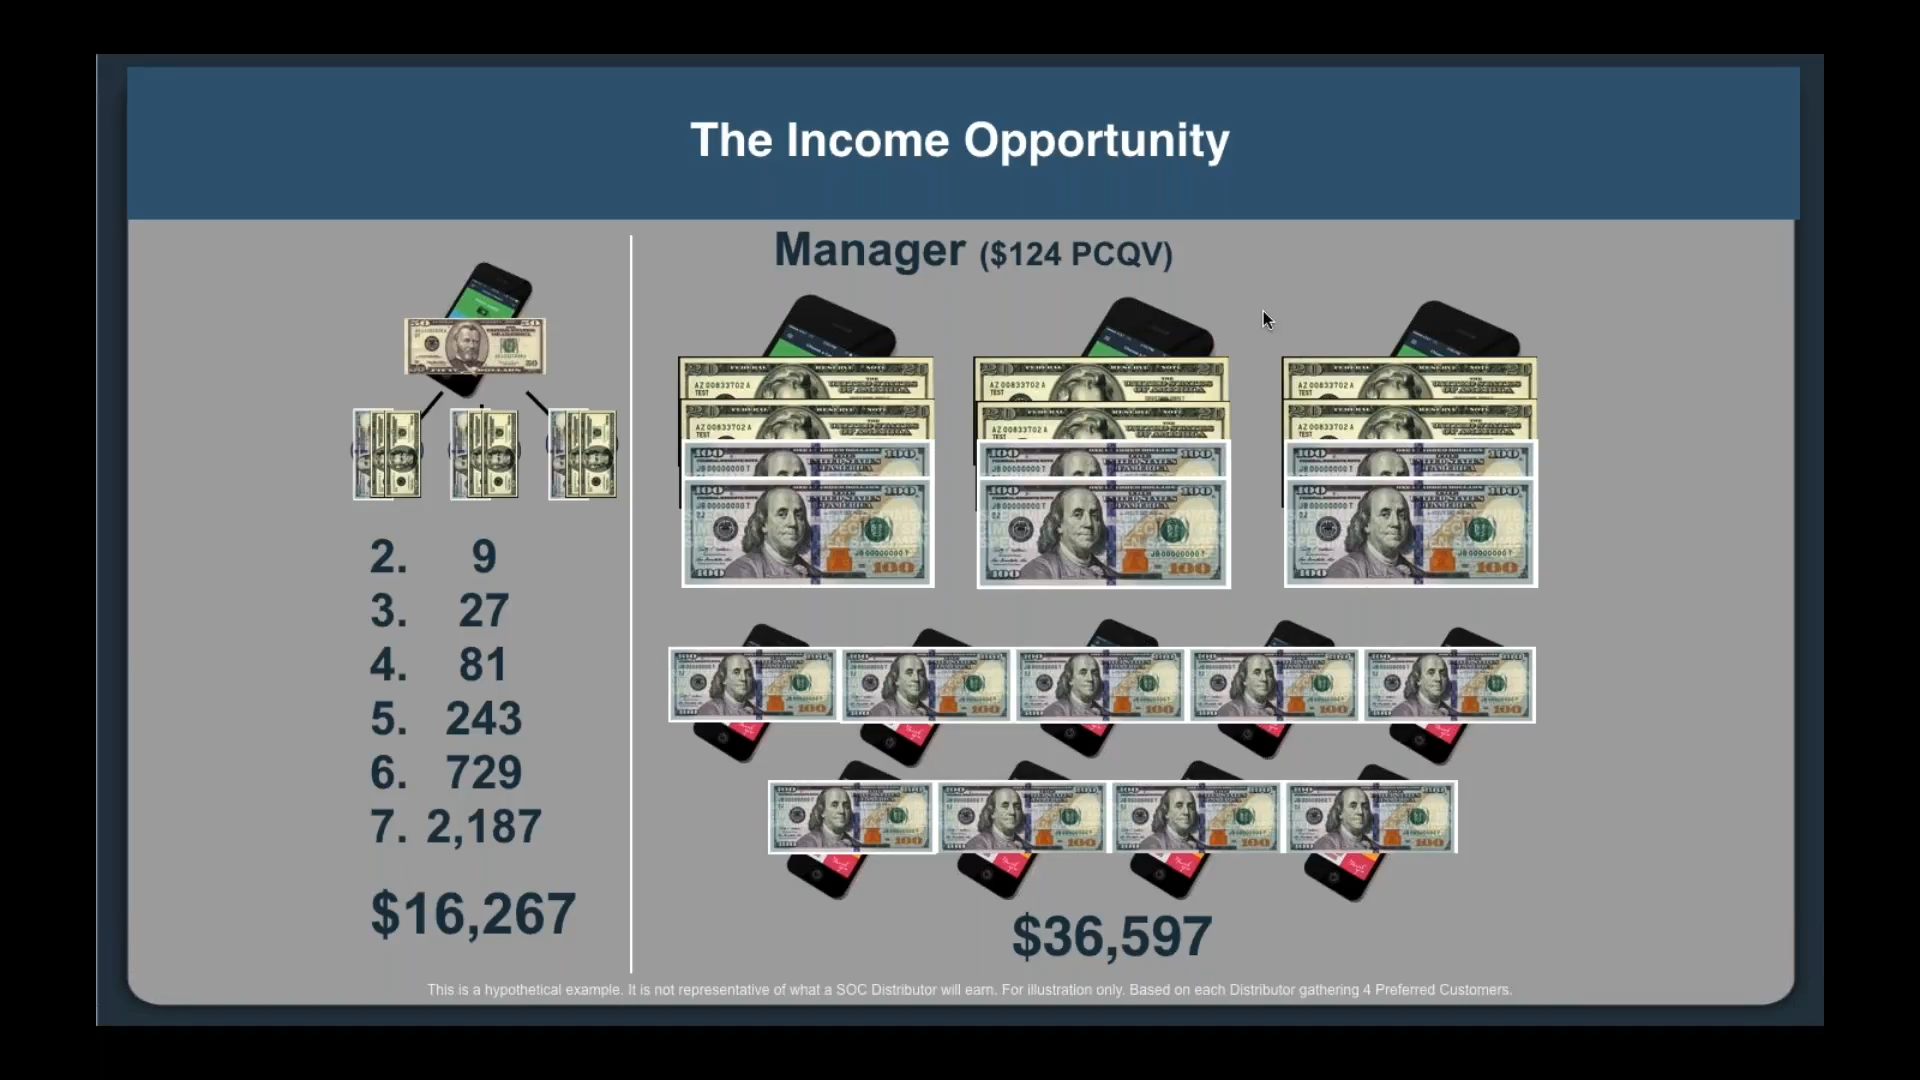 The Income Opportunity
Manager ($124 PCQV)
2. 9
3. 27
4. 81
5. 243
6. 729
7. 2,187
$16,267
$36,597
This is a hypothetical example. It is not representative of what a SOC Distributor will earn. For illustration only. Based on each Distributor gathering 4 Preferred Customers.